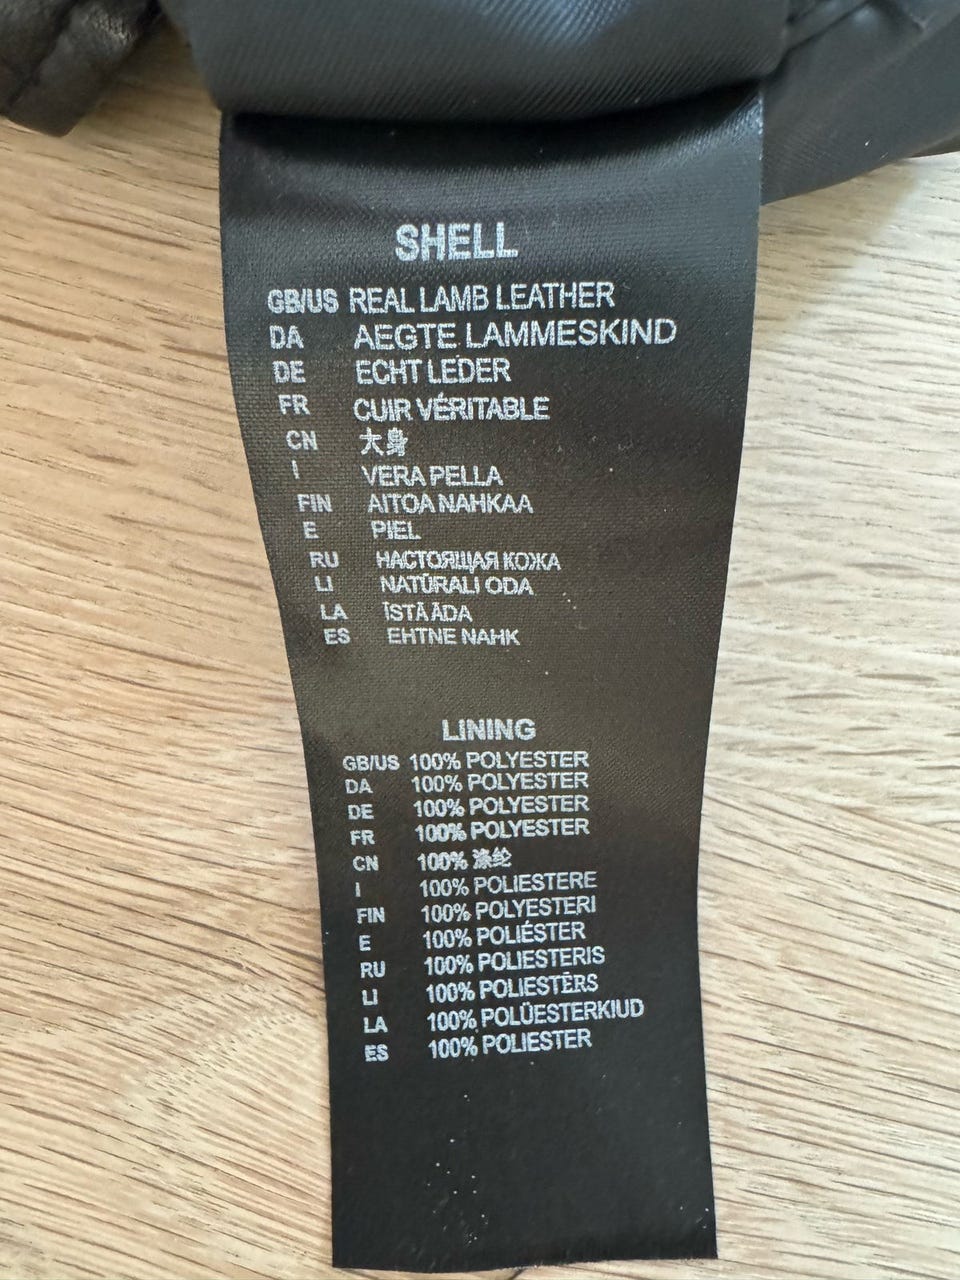 SHELL
GB/US REAL LAMB LEATHER
DA AEGTE LAMMESKIND
DE ECHT LEDER
FR CUIR VÉRITABLE
CN 大身
I VERA PELLA
FIN AITOA NAHKAA
E PIEL
RU НАСТОЯЩАЯ КОЖА
LI NATŪRALI ODA
LA ĪSTĀ ĀDA
ES EHTNE NAHK
LINING
GB/US 100% POLYESTER
DA 100% POLYESTER
DE 100% POLYESTER
FR 100% POLYESTER
CN 100% 涤纶
I 100% POLIESTERE
FIN 100% POLYESTERI
E 100% POLIÉSTER
RU 100% POLIESTERIS
LI 100% POLIESTĒRS
LA 100% POLÜESTERKIUD
ES 100% POLIESTER